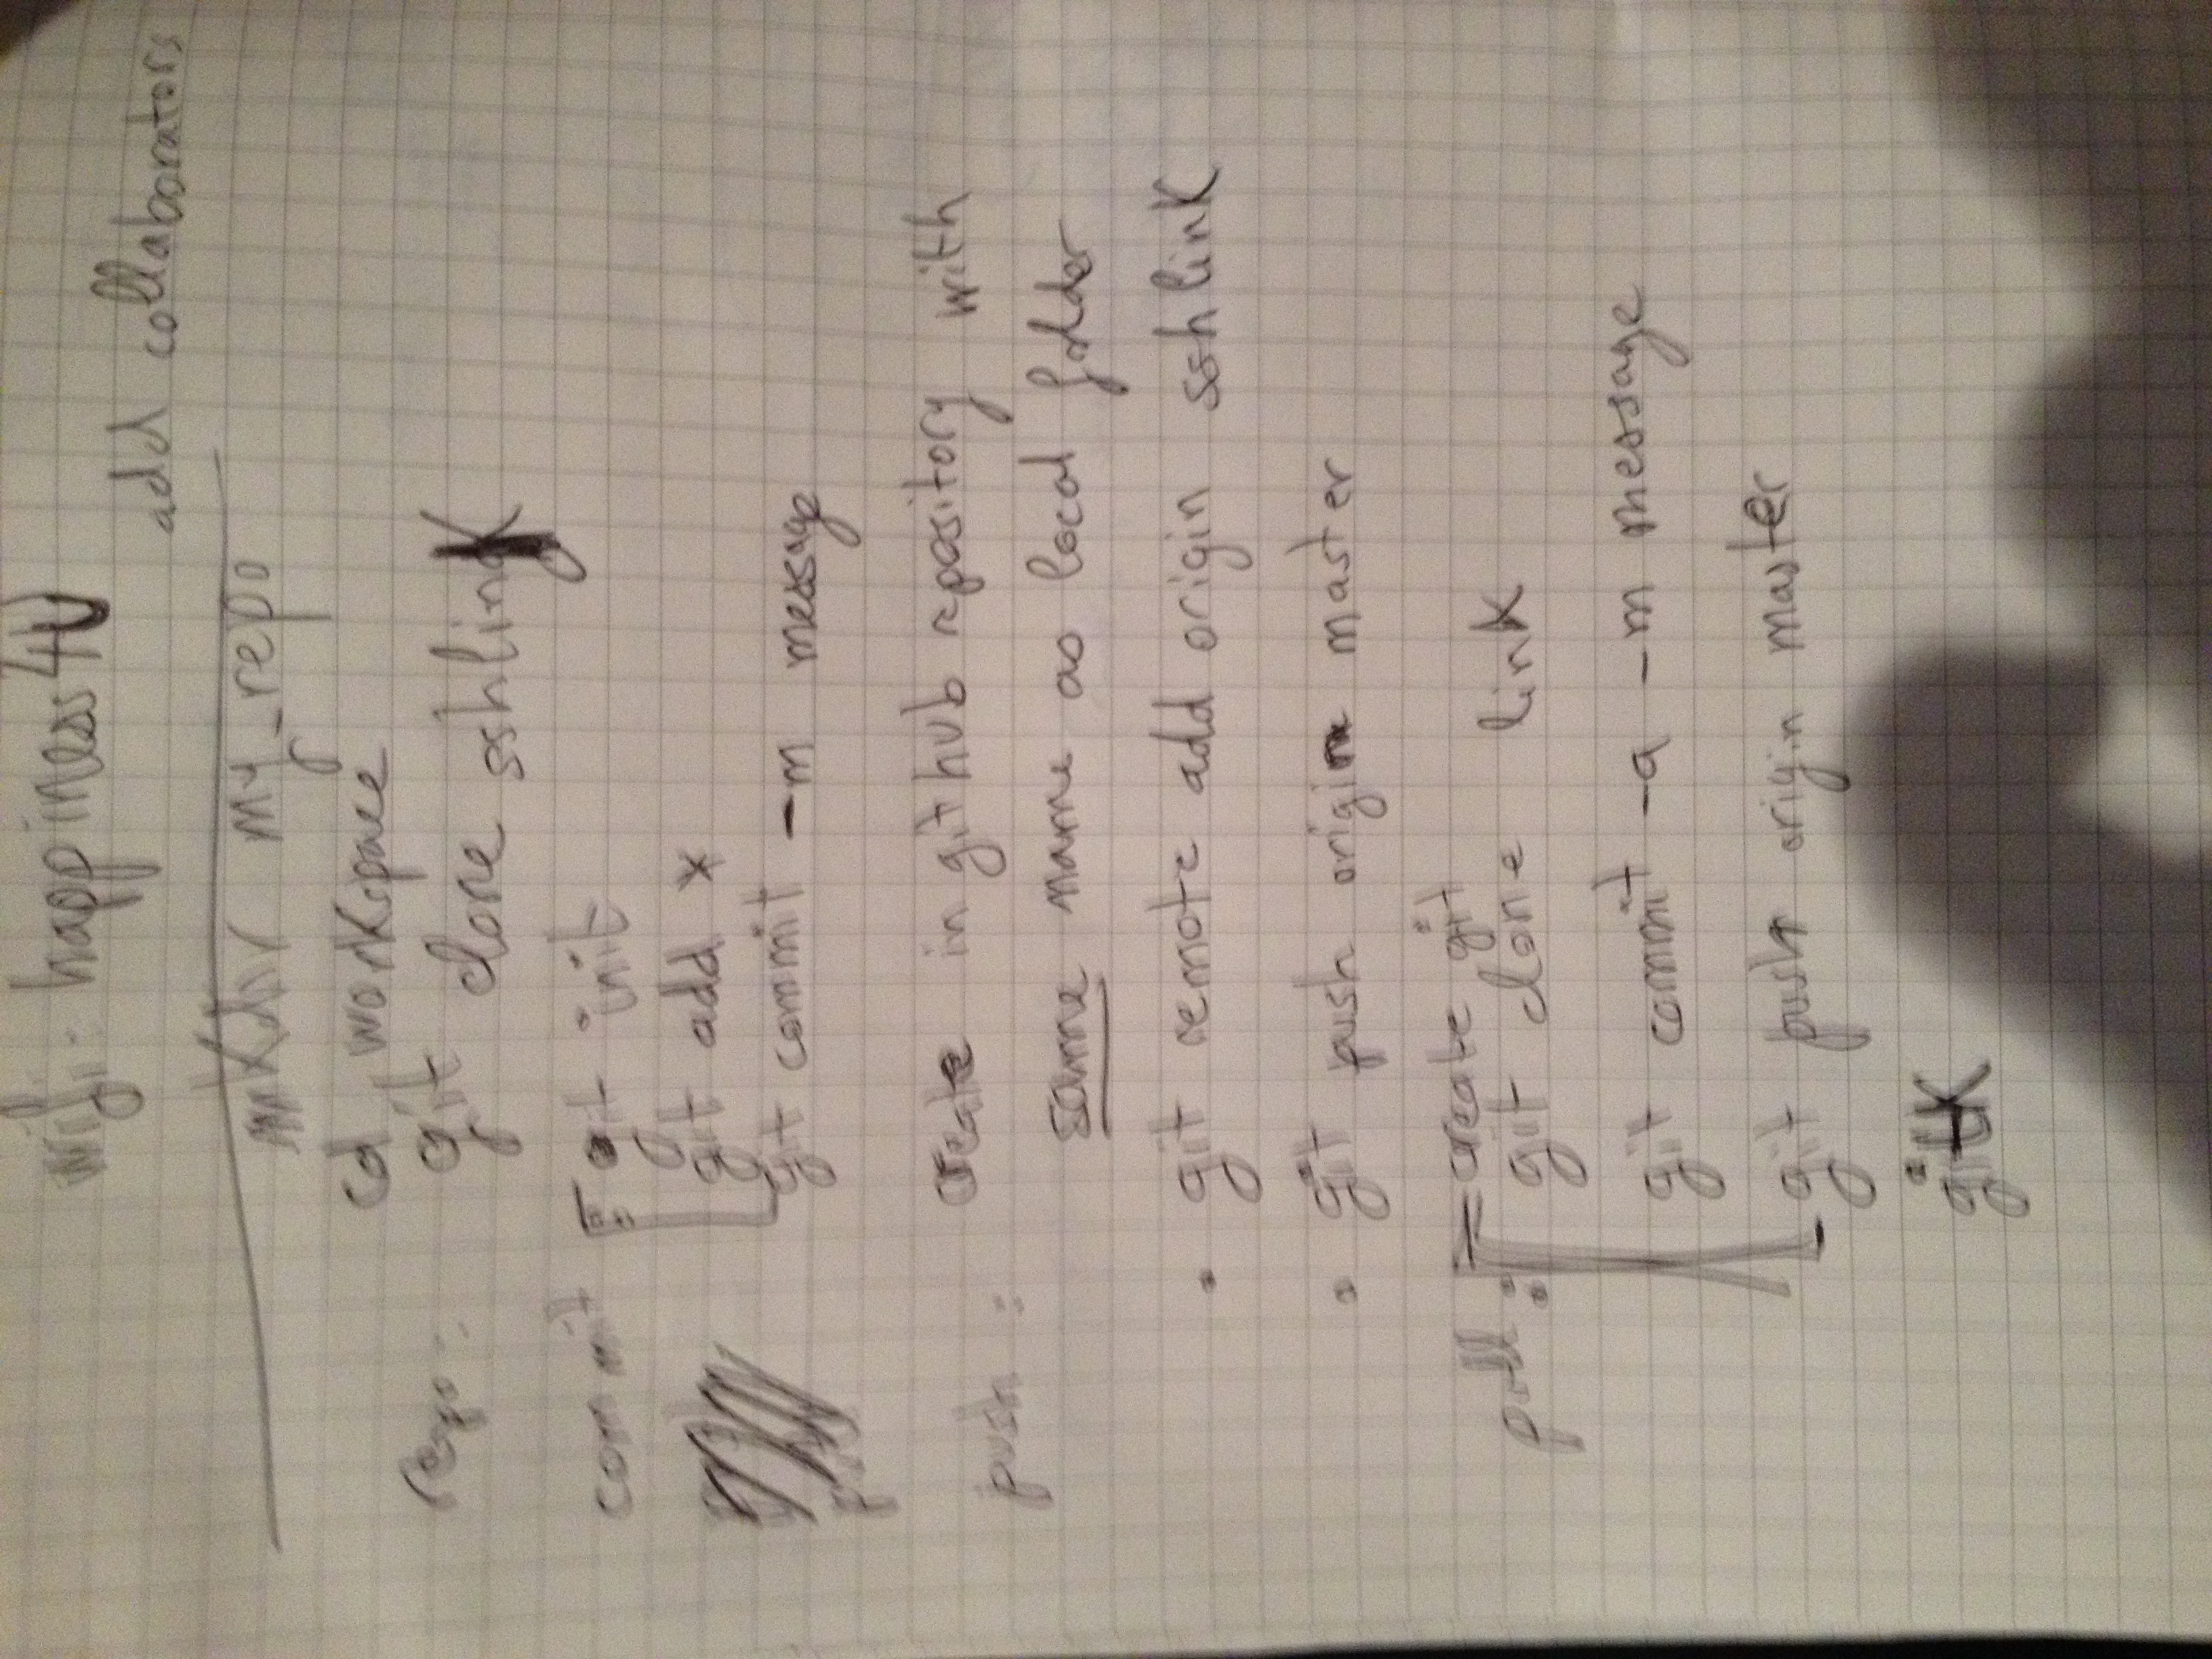 wifi: happiness
add collaborators
mkdir my_repo
cd workspace
repo: git clone sshlink
commit git init
git add *
git commit -m message
push: create in github repository with
same name as local folder
• git remote add origin sshlink
• git push origin master
create git
pull: git clone link
git commit -a -m message
git push origin master
gitk